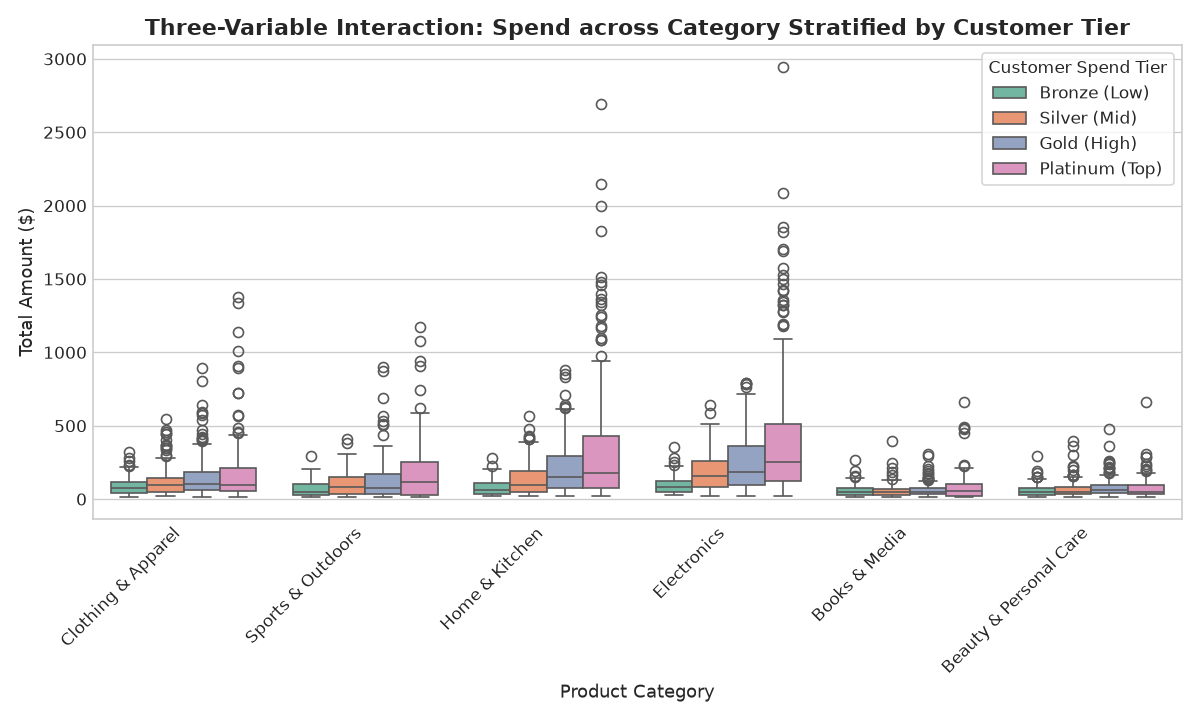 Three-Variable Interaction: Spend across Category Stratified by Customer Tier
Customer Spend Tier
Bronze (Low)
Silver (Mid)
Gold (High)
Platinum (Top)
Total Amount ($)
3000
2500
2000
1500
1000
500
0
Clothing & Apparel
Sports & Outdoors
Home & Kitchen
Electronics
Books & Media
Beauty & Personal Care
Product Category